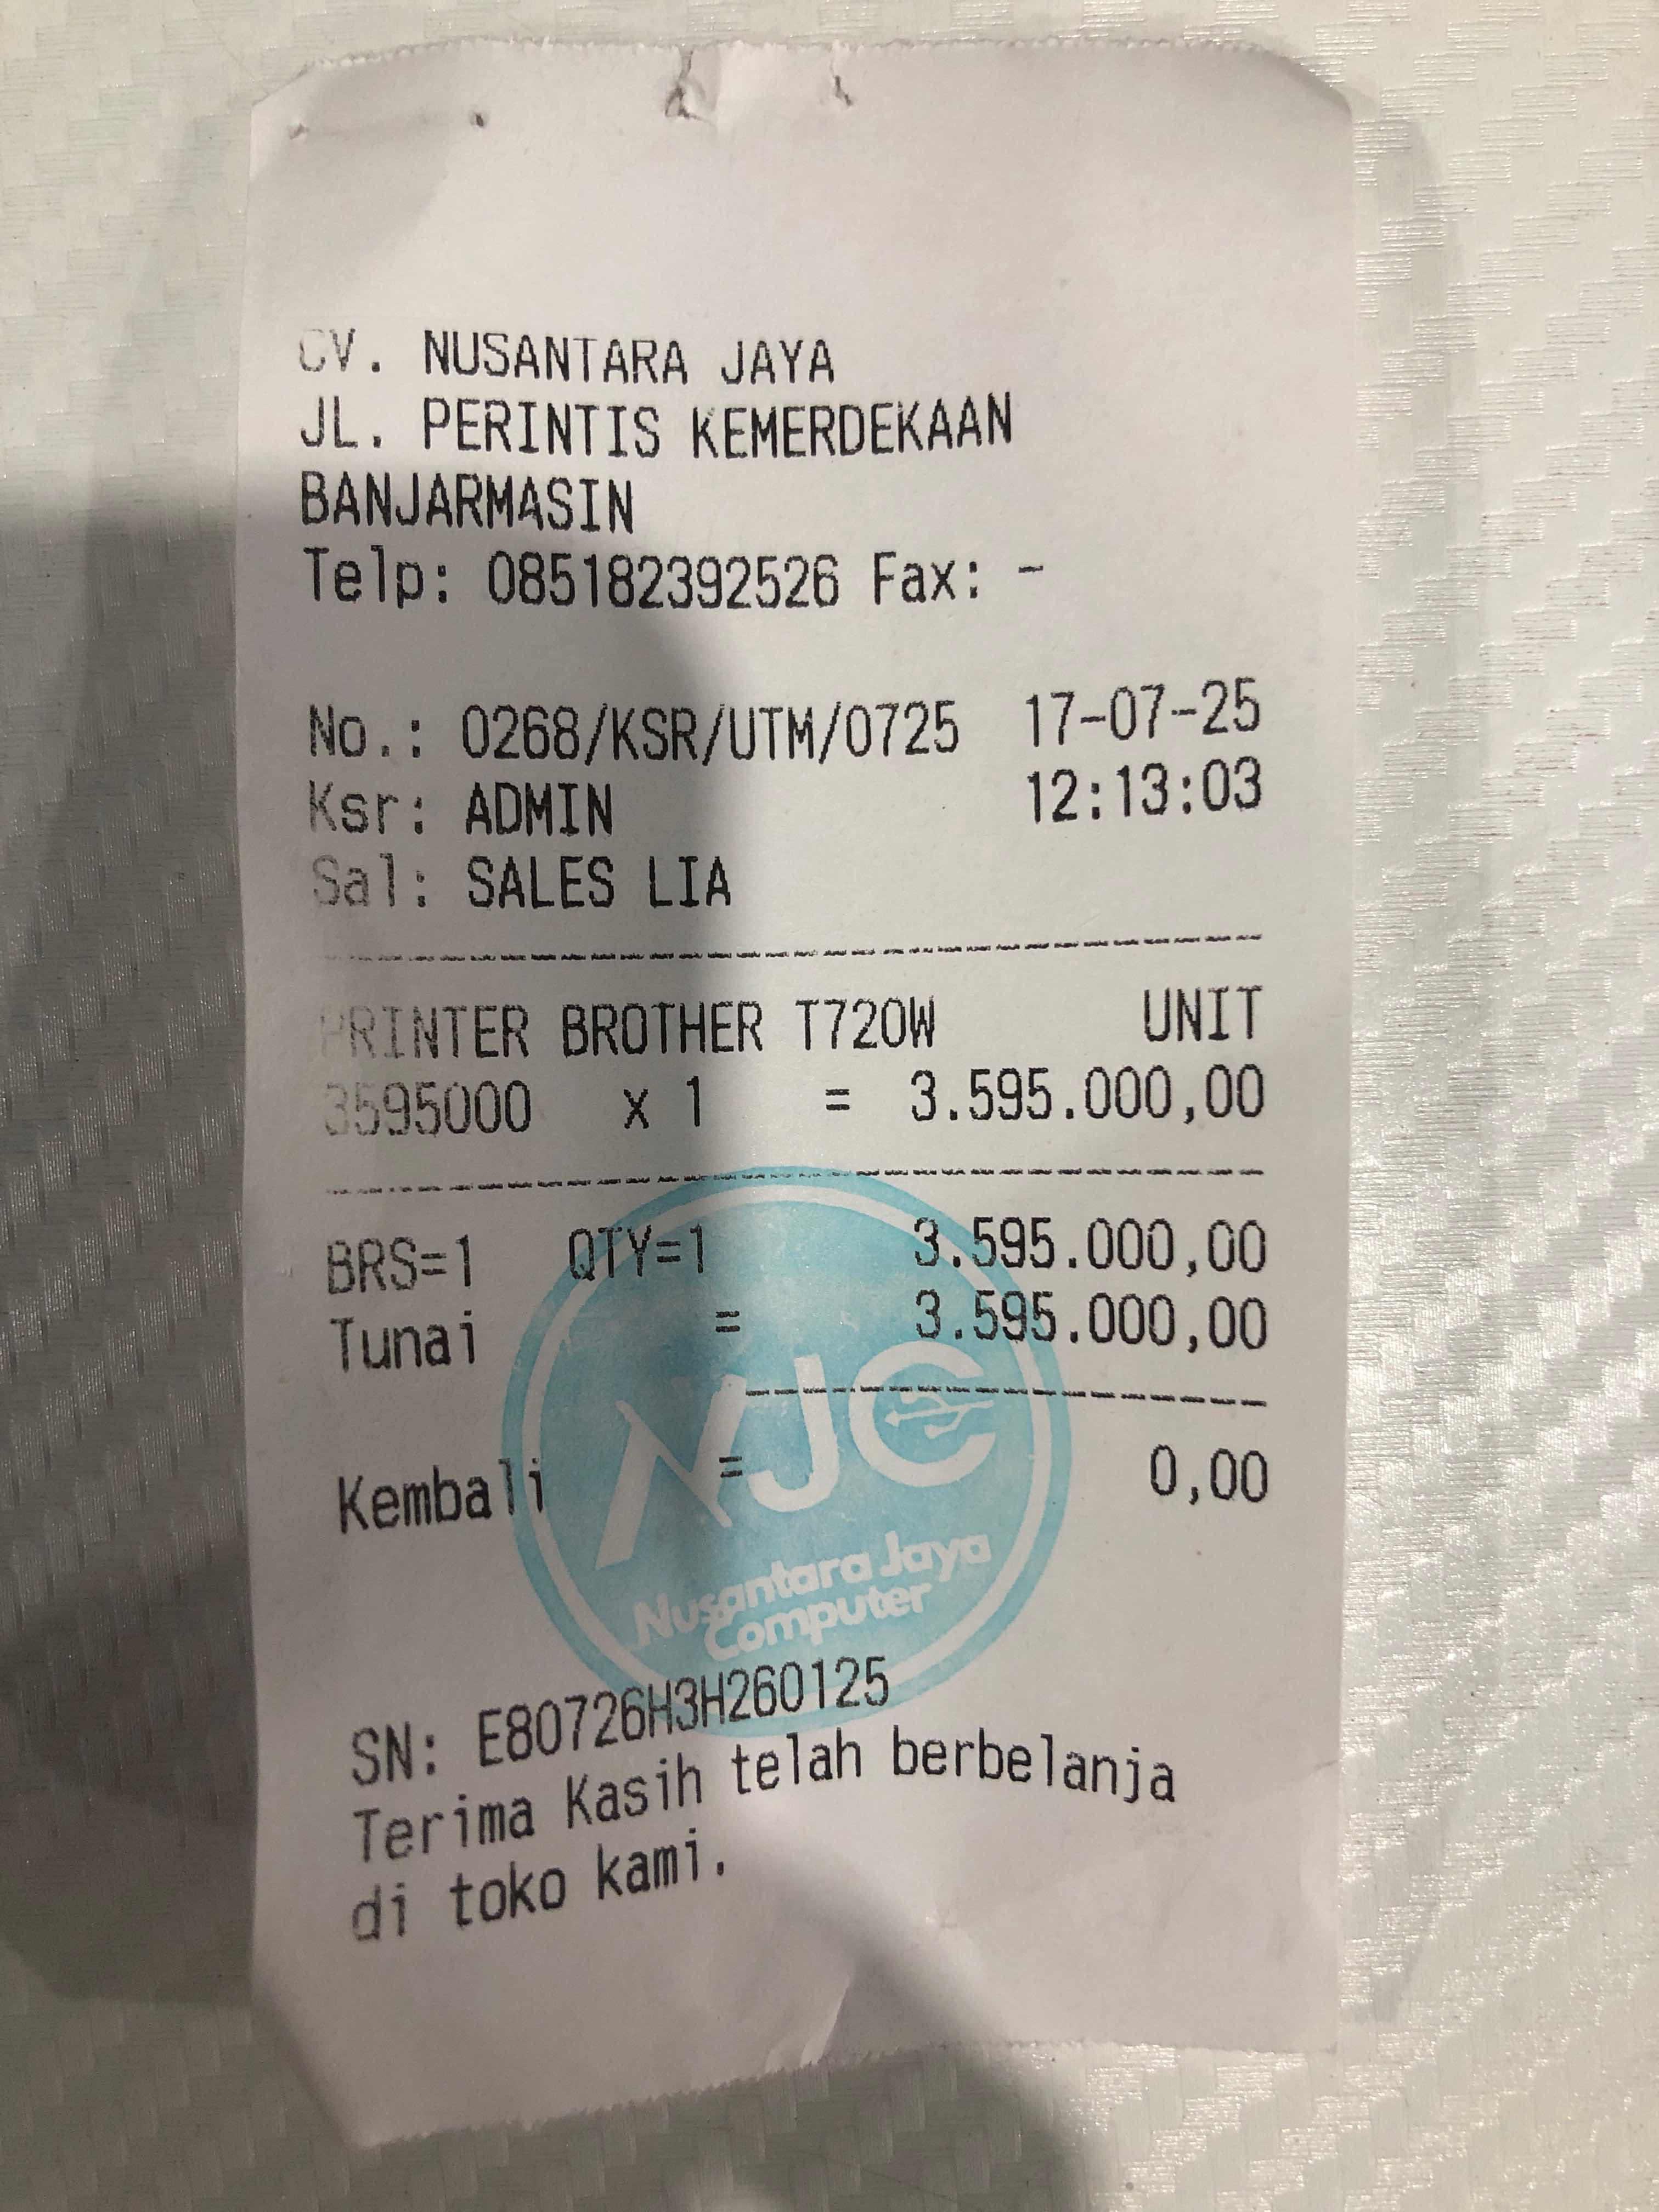 CV. NUSANTARA JAYA
JL. PERINTIS KEMERDEKAAN
BANJARMASIN
Telp: 085182392526 Fax: -
No.: 0268/KSR/UTM/0725 17-07-25
Ksr: ADMIN 12:13:03
Sal: SALES LIA
PRINTER BROTHER T720W UNIT
3595000 x 1 = 3.595.000,00
BRS=1 QTY=1 3.595.000,00
Tunai = 3.595.000,00
Kembali = 0,00
NJC
Nusantara Jaya
Computer
SN: E80726H3H260125
Terima Kasih telah berbelanja
di toko kami.